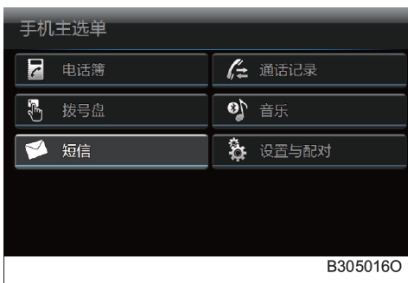 手机主选单
电话簿
通话记录
拨号盘
音乐
短信
设置与配对
B305016O